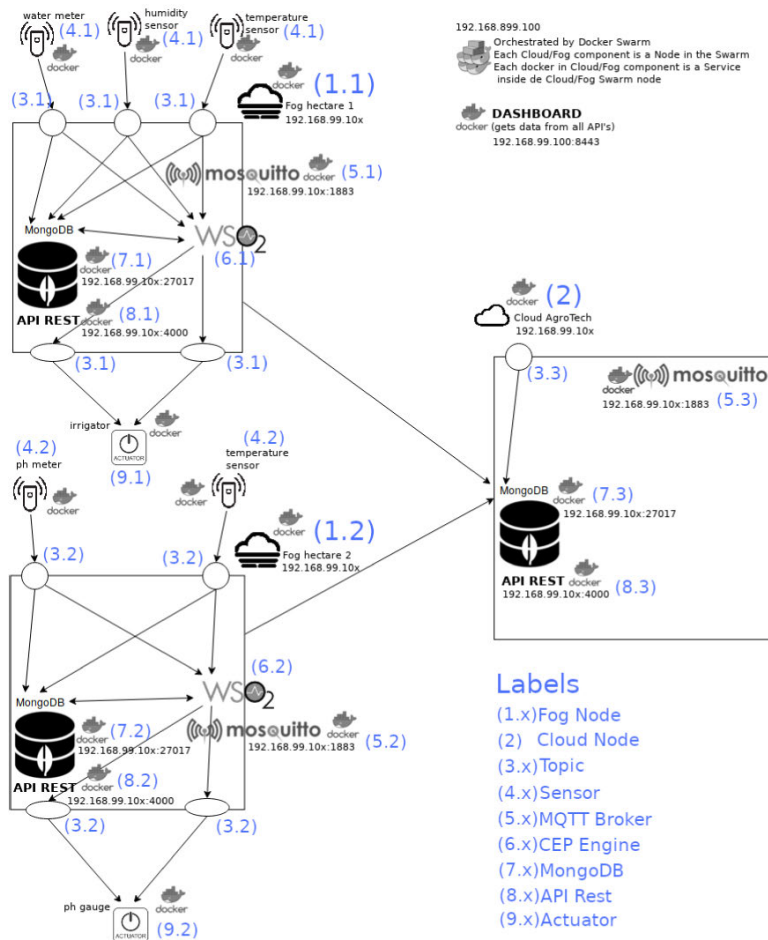 water meter
(4.1)
docker
humidity
sensor
(4.1)
docker
temperature
sensor
(4.1)
docker
(3.1)
(3.1)
(3.1)
docker
(1.1)
Fog hectare 1
192.168.99.10x
mosquitto
docker
(5.1)
192.168.99.10x:1883
MongoDB
WSO2
(6.1)
docker
(7.1)
192.168.99.10x:27017
API REST
docker
(8.1)
192.168.99.10x:4000
(3.1)
(3.1)
irrigator
docker
ACTUATOR
(9.1)
192.168.899.100
Orchestrated by Docker Swarm
Each Cloud/Fog component is a Node in the Swarm
Each docker in Cloud/Fog component is a Service
inside de Cloud/Fog Swarm node
docker
DASHBOARD
(gets data from all API's)
192.168.99.100:8443
docker
(2)
Cloud AgroTech
192.168.99.10x
(3.3)
docker
mosquitto
192.168.99.10x:1883
(5.3)
MongoDB
docker
(7.3)
192.168.99.10x:27017
API REST
docker
(8.3)
192.168.99.10x:4000
(4.2)
ph meter
docker
(4.2)
temperature
sensor
docker
(3.2)
(3.2)
docker
(1.2)
Fog hectare 2
192.168.99.10x
(6.2)
WSO2
MongoDB
mosquitto
docker
(5.2)
192.168.99.10x:1883
docker
(7.2)
192.168.99.10x:27017
API REST
docker
(8.2)
192.168.99.10x:4000
(3.2)
(3.2)
ph gauge
docker
ACTUATOR
(9.2)
Labels
(1.x)Fog Node
(2) Cloud Node
(3.x)Topic
(4.x)Sensor
(5.x)MQTT Broker
(6.x)CEP Engine
(7.x)MongoDB
(8.x)API Rest
(9.x)Actuator